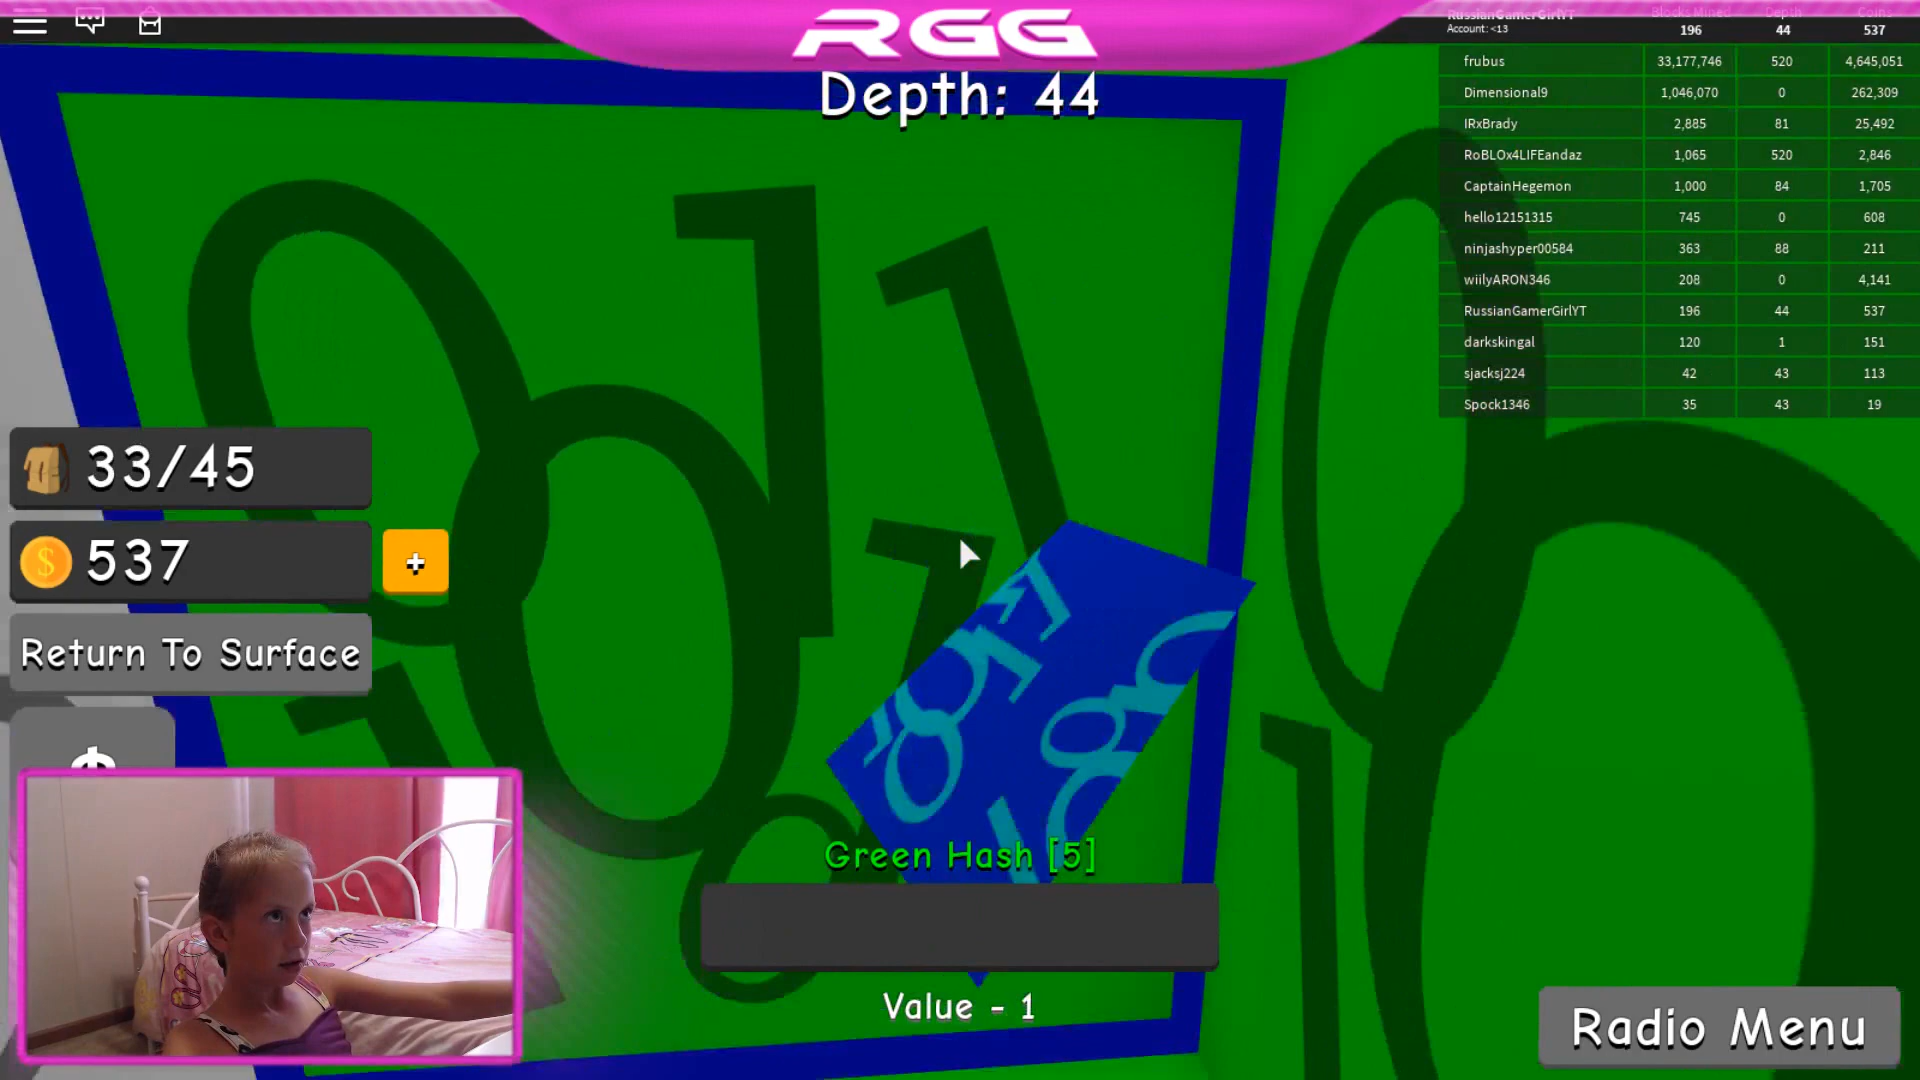 RGG
Depth: 44
RussianGamerGirlYT Blocks Mined Depth Coins
Account: <13 196 44 537
frubus 33,177,746 520 4,645,051
Dimensional9 1,046,070 0 262,309
IRxBrady 2,885 81 25,492
RoBLOx4LIFEandaz 1,065 520 2,846
CaptainHegemon 1,000 84 1,705
hello12151315 745 0 608
ninjashyper00584 363 88 211
wiilyARON346 208 0 4,141
RussianGamerGirlYT 196 44 537
darkskingal 120 1 151
sjacksj224 42 43 113
Spock1346 35 43 19
33/45
$ 537 +
Return To Surface
Green Hash [5]
Value - 1
Radio Menu